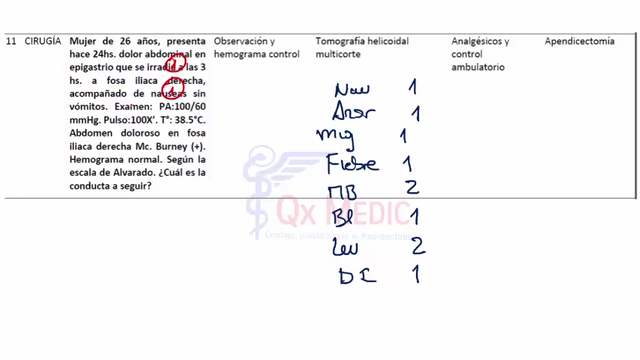 11 CIRUGÍA
Mujer de 26 años, presenta
hace 24hs. dolor abdominal en
epigastrio que se irradió a las 3
hs. a fosa iliaca derecha,
acompañado de nauseas sin
vómitos. Examen: PA:100/60
mmHg. Pulso:100X’. T°: 38.5°C.
Abdomen doloroso en fosa
iliaca derecha Mc. Burney (+).
Hemograma normal. Según la
escala de Alvarado. ¿Cuál es la
conducta a seguir?
Observación y
hemograma control
Tomografía helicoidal
multicorte
Analgésicos y
control
ambulatorio
Apendicectomía
1
1
Nau 1
Anor 1
Mig 1
Fiebre 1
MB 2
Bl 1
Leu 2
DI 1
Qx MEDIC